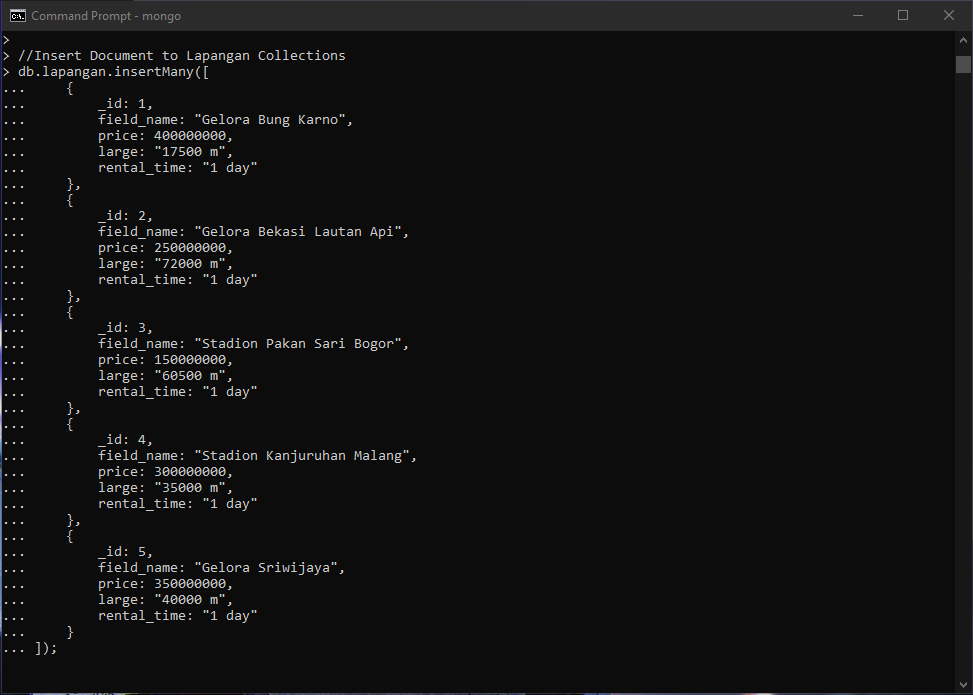 Command Prompt - mongo
>
> //Insert Document to Lapangan Collections
> db.lapangan.insertMany([
...     {
...         _id: 1,
...         field_name: "Gelora Bung Karno",
...         price: 400000000,
...         large: "17500 m",
...         rental_time: "1 day"
...     },
...     {
...         _id: 2,
...         field_name: "Gelora Bekasi Lautan Api",
...         price: 250000000,
...         large: "72000 m",
...         rental_time: "1 day"
...     },
...     {
...         _id: 3,
...         field_name: "Stadion Pakan Sari Bogor",
...         price: 150000000,
...         large: "60500 m",
...         rental_time: "1 day"
...     },
...     {
...         _id: 4,
...         field_name: "Stadion Kanjuruhan Malang",
...         price: 300000000,
...         large: "35000 m",
...         rental_time: "1 day"
...     },
...     {
...         _id: 5,
...         field_name: "Gelora Sriwijaya",
...         price: 350000000,
...         large: "40000 m",
...         rental_time: "1 day"
...     }
... ]);